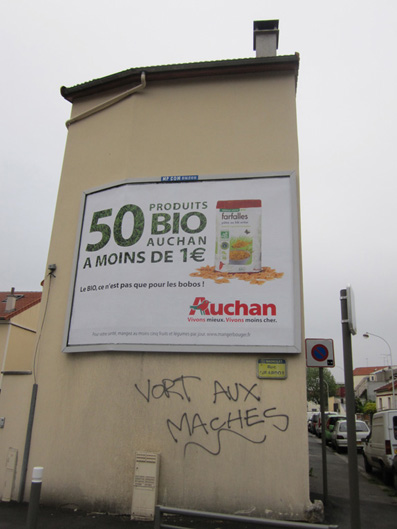 50 PRODUITS
BIO
AUCHAN
A MOINS DE 1€
farfalles
Le BIO, ce n'est pas que pour les bobos !
Auchan
Vivons mieux. Vivons moins cher.
VORT AUX
MACHES